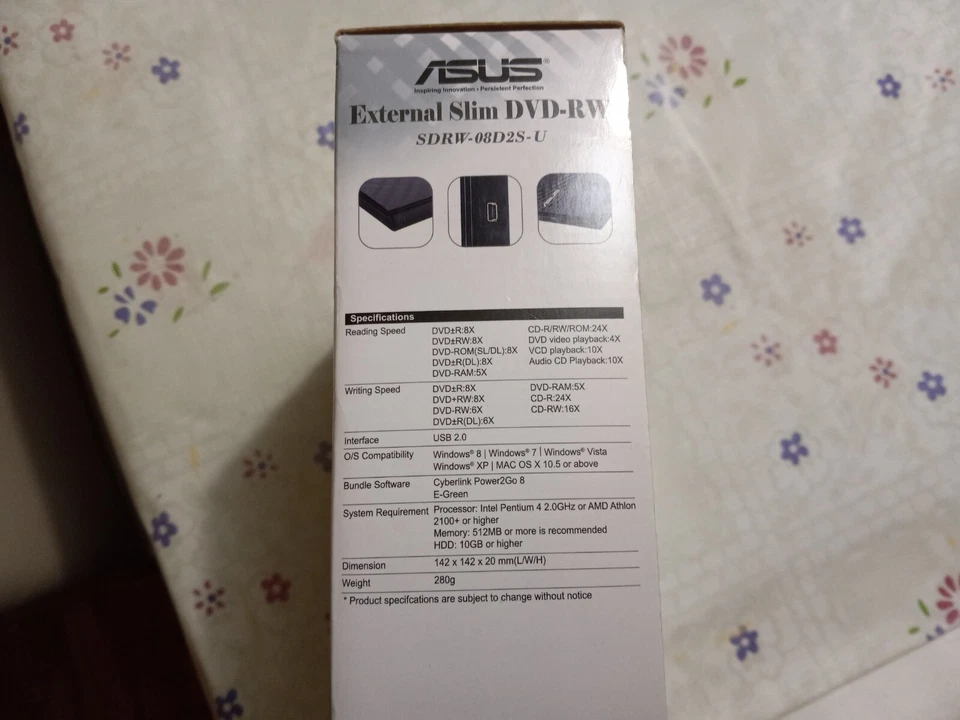 ASUS®
Inspiring Innovation • Persistent Perfection
External Slim DVD-RW
SDRW-08D2S-U
Specifications
Reading Speed DVD±R:8X CD-R/RW/ROM:24X
DVD±RW:8X DVD video playback:4X
DVD-ROM(SL/DL):8X VCD playback:10X
DVD±R(DL):8X Audio CD Playback:10X
DVD-RAM:5X
Writing Speed DVD±R:8X DVD-RAM:5X
DVD+RW:8X CD-R:24X
DVD-RW:6X CD-RW:16X
DVD±R(DL):6X
Interface USB 2.0
O/S Compatibility Windows® 8 | Windows® 7 | Windows® Vista
Windows® XP | MAC OS X 10.5 or above
Bundle Software Cyberlink Power2Go 8
E-Green
System Requirement Processor: Intel Pentium 4 2.0GHz or AMD Athlon
2100+ or higher
Memory: 512MB or more is recommended
HDD: 10GB or higher
Dimension 142 x 142 x 20 mm(L/W/H)
Weight 280g
* Product specifcations are subject to change without notice